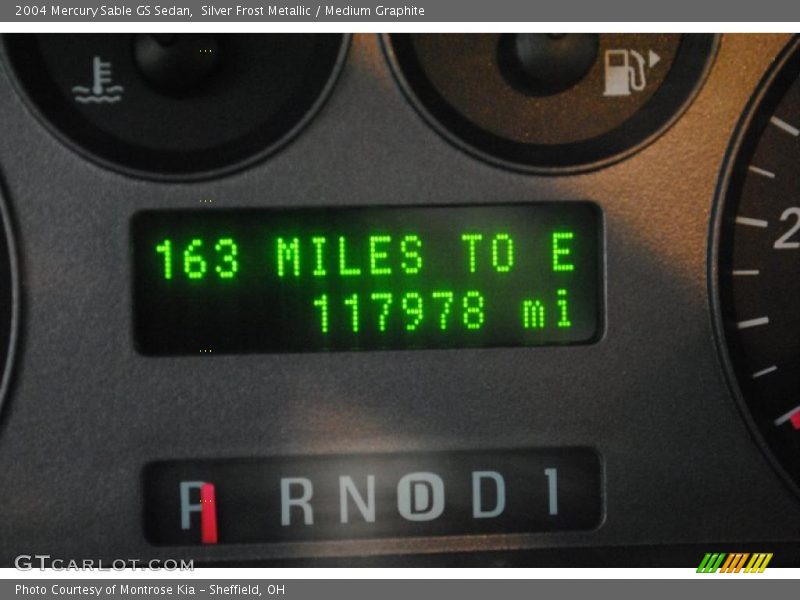 2004 Mercury Sable GS Sedan,  Silver Frost Metallic / Medium Graphite
163 MILES TO E
117978 mi
2
P R N D D 1
GTCARLOT.COM
Photo Courtesy of Montrose Kia – Sheffield, OH